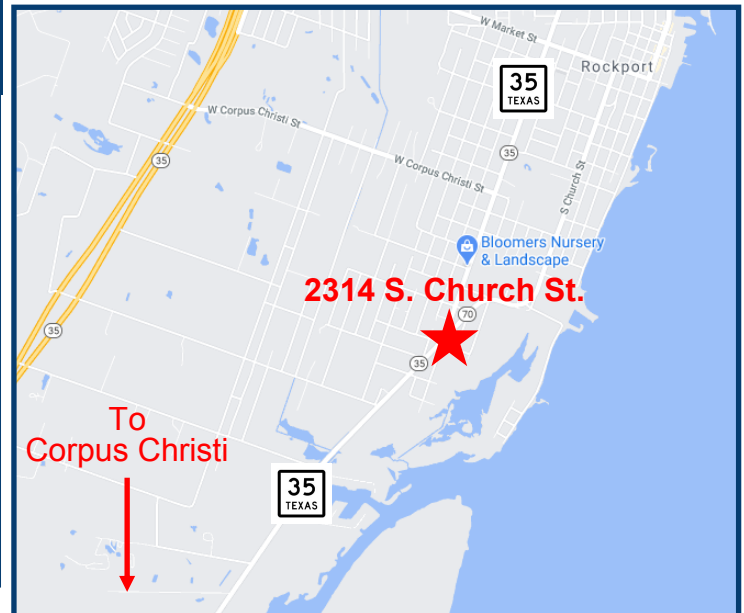 W Market St
Rockport
35
TEXAS
W Corpus Christi St
35
35
W Corpus Christi St
S Church St
Bloomers Nursery
& Landscape
2314 S. Church St.
70
35
35
To
Corpus Christi
35
TEXAS